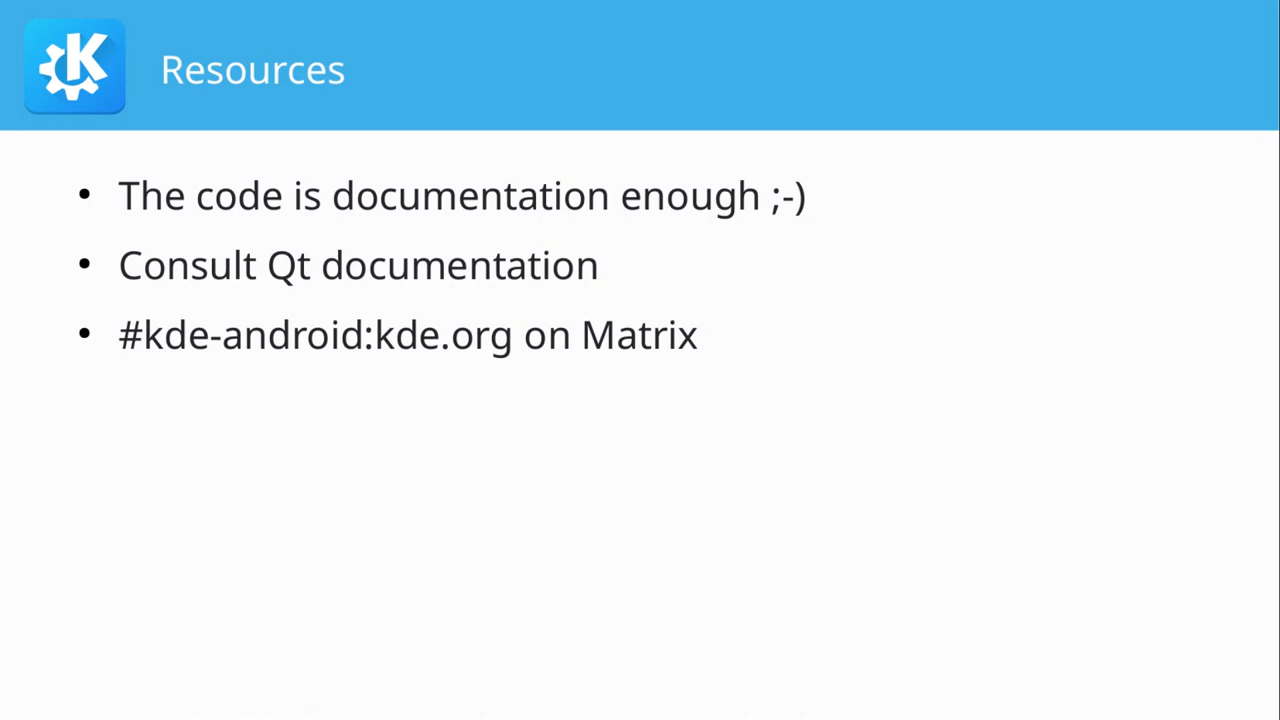 Resources
• The code is documentation enough ;-)
• Consult Qt documentation
• #kde-android:kde.org on Matrix